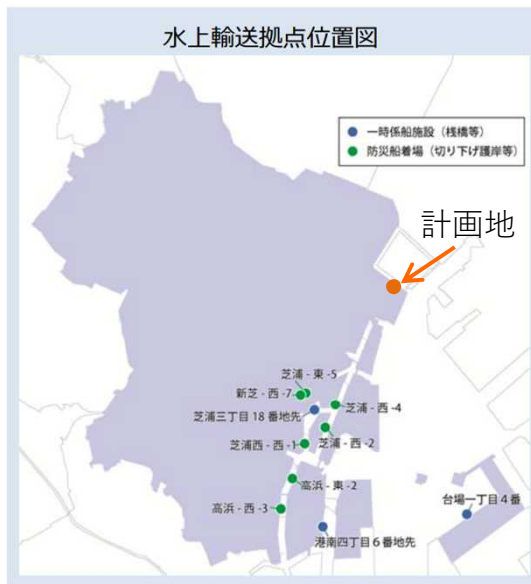 水上輸送拠点位置図
一時係船施設（桟橋等）
防災船着場（切り下げ護岸等）
計画地
芝浦 - 東 -5
新芝 - 西 -7
芝浦 - 西 -4
芝浦三丁目 18 番地先
芝浦西 - 西 -1
芝浦 - 西 -2
高浜 - 東 -2
高浜 - 西 -3
台場一丁目 4 番
港南四丁目 6 番地先